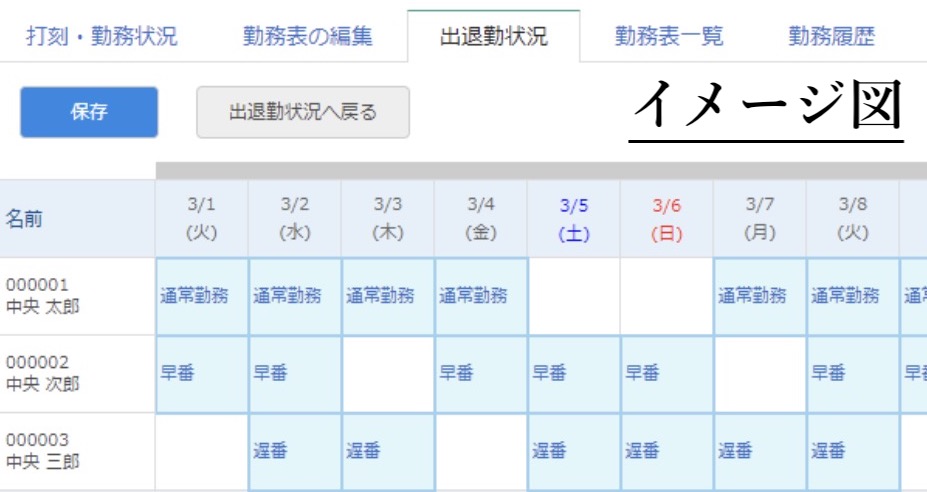 打刻・勤務状況 勤務表の編集 出退勤状況 勤務表一覧 勤務履歴
保存 出退勤状況へ戻る イメージ図
名前 3/1 3/2 3/3 3/4 3/5 3/6 3/7 3/8
(火) (水) (木) (金) (土) (日) (月) (火)
000001
中央 太郎 通常勤務 通常勤務 通常勤務 通常勤務 通常勤務 通常勤務
000002
中央 次郎 早番 早番 早番 早番 早番 早番
000003
中央 三郎 遅番 遅番 遅番 遅番 遅番 遅番